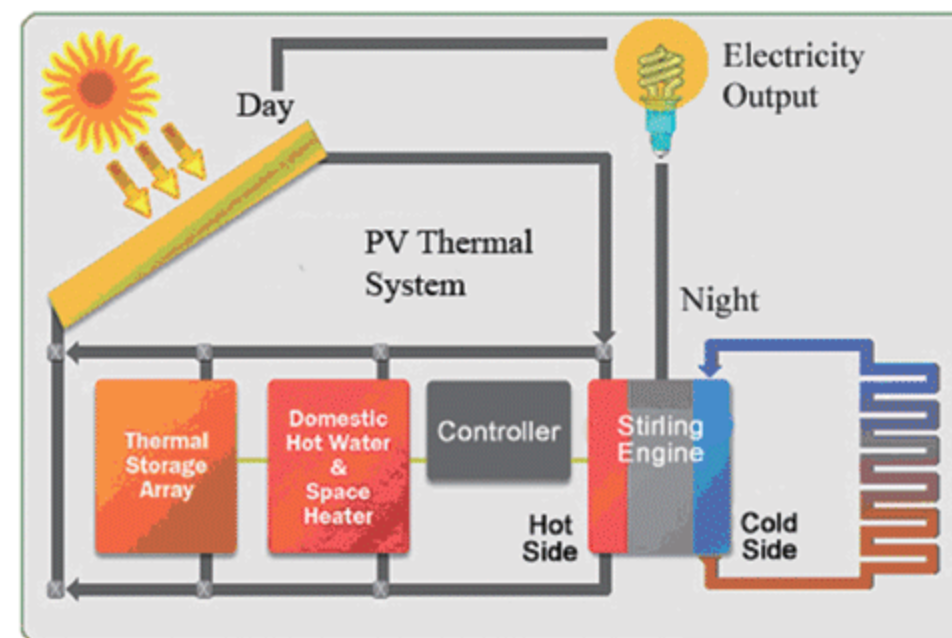 Electricity
Output
Day
PV Thermal
System
Night
Thermal
Storage
Array
Domestic
Hot Water
&
Space
Heater
Controller
Stirling
Engine
Hot
Side
Cold
Side
X
X
X
X
X
X
X